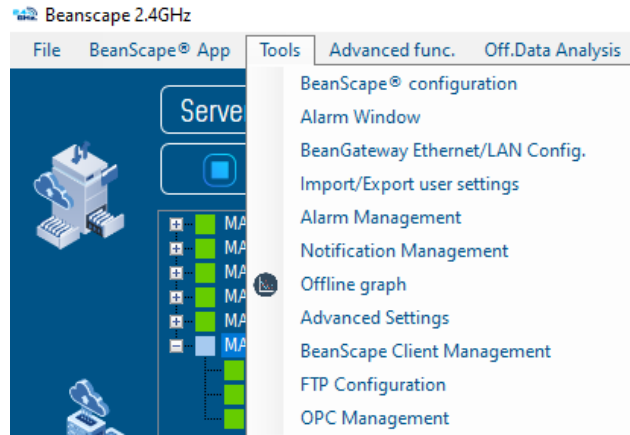 Beanscape 2.4GHz
File BeanScape® App Tools Advanced func. Off.Data Analysis
BeanScape® configuration
Alarm Window
BeanGateway Ethernet/LAN Config.
Import/Export user settings
Alarm Management
Notification Management
Offline graph
Advanced Settings
BeanScape Client Management
FTP Configuration
OPC Management
Serve
MA
MA
MA
MA
MA
MA